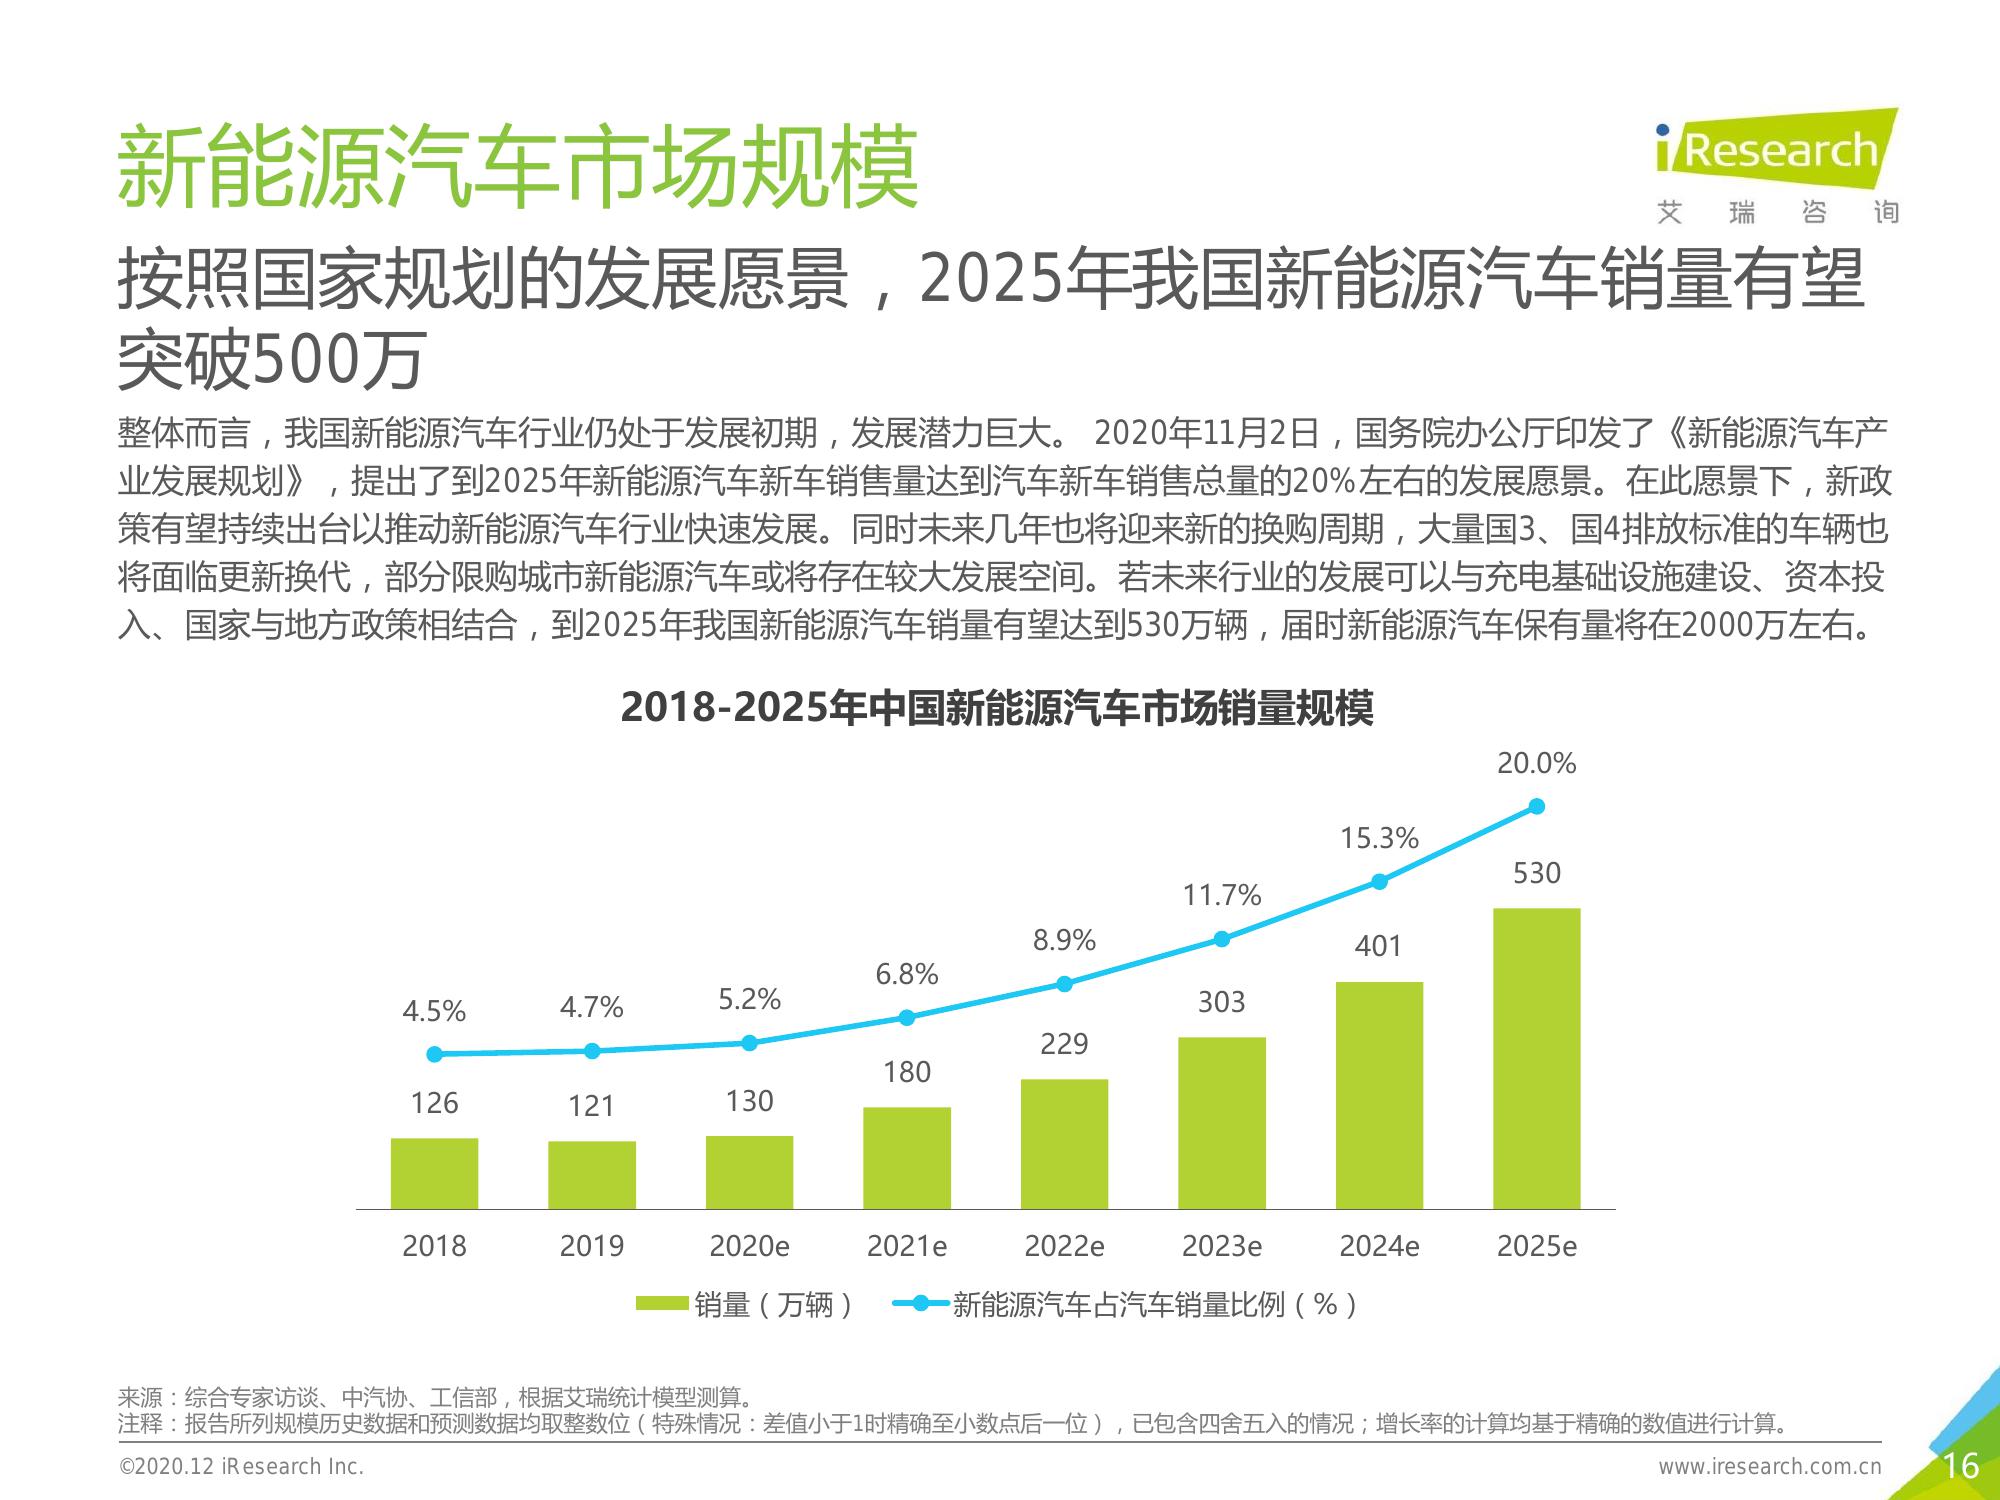 新能源汽车市场规模
iResearch
艾瑞咨询
按照国家规划的发展愿景，2025年我国新能源汽车销量有望
突破500万
整体而言，我国新能源汽车行业仍处于发展初期，发展潜力巨大。 2020年11月2日，国务院办公厅印发了《新能源汽车产
业发展规划》，提出了到2025年新能源汽车新车销售量达到汽车新车销售总量的20%左右的发展愿景。在此愿景下，新政
策有望持续出台以推动新能源汽车行业快速发展。同时未来几年也将迎来新的换购周期，大量国3、国4排放标准的车辆也
将面临更新换代，部分限购城市新能源汽车或将存在较大发展空间。若未来行业的发展可以与充电基础设施建设、资本投
入、国家与地方政策相结合，到2025年我国新能源汽车销量有望达到530万辆，届时新能源汽车保有量将在2000万左右。
2018-2025年中国新能源汽车市场销量规模
4.5% 4.7% 5.2% 6.8% 8.9% 11.7% 15.3% 20.0%
126 121 130 180 229 303 401 530
2018 2019 2020e 2021e 2022e 2023e 2024e 2025e
销量（万辆） 新能源汽车占汽车销量比例（%）
来源：综合专家访谈、中汽协、工信部，根据艾瑞统计模型测算。
注释：报告所列规模历史数据和预测数据均取整数位（特殊情况：差值小于1时精确至小数点后一位），已包含四舍五入的情况；增长率的计算均基于精确的数值进行计算。
©2020.12 iResearch Inc. www.iresearch.com.cn 16